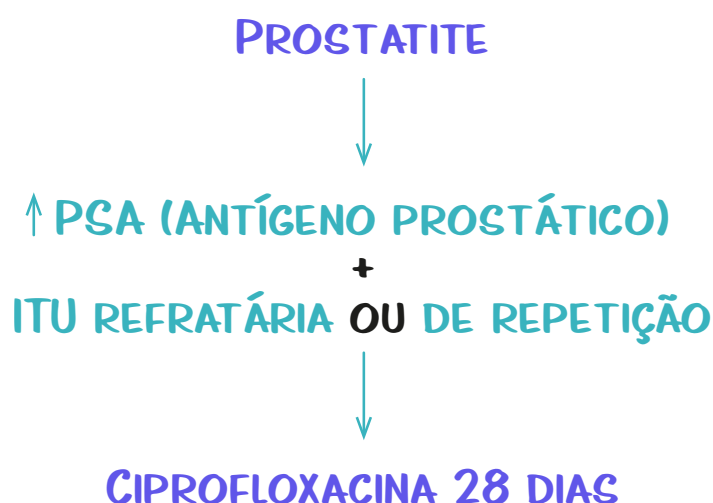 PROSTATITE
↑ PSA (ANTÍGENO PROSTÁTICO)
+
ITU REFRATÁRIA OU DE REPETIÇÃO
CIPROFLOXACINA 28 DIAS